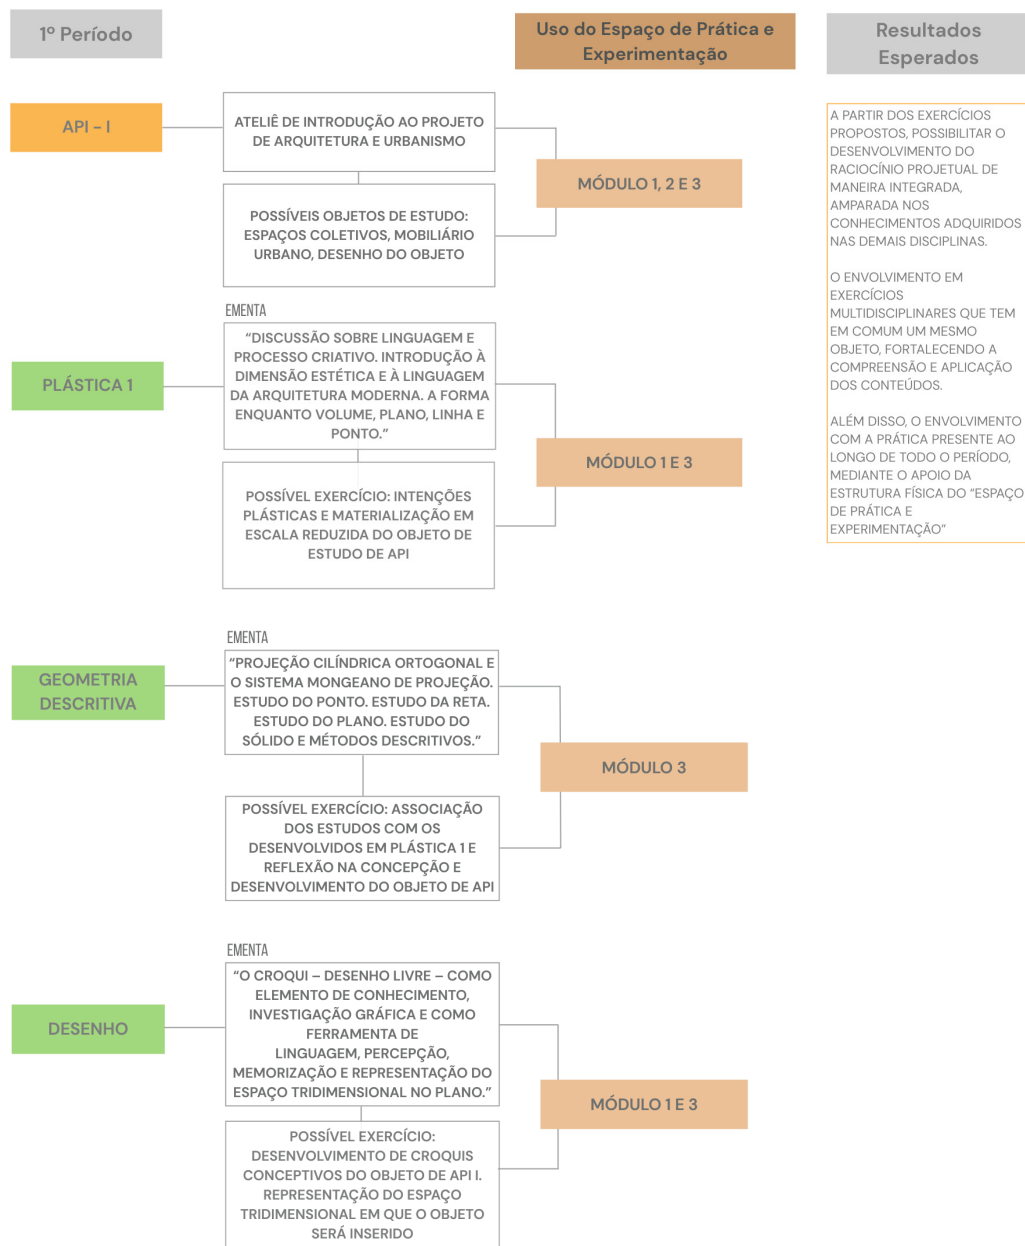 1º Período
Uso do Espaço de Prática e
Experimentação
Resultados
Esperados
API - I
ATELIÊ DE INTRODUÇÃO AO PROJETO
DE ARQUITETURA E URBANISMO
POSSÍVEIS OBJETOS DE ESTUDO:
ESPAÇOS COLETIVOS, MOBILIÁRIO
URBANO, DESENHO DO OBJETO
MÓDULO 1, 2 E 3
A PARTIR DOS EXERCÍCIOS
PROPOSTOS, POSSIBILITAR O
DESENVOLVIMENTO DO
RACIOCÍNIO PROJETUAL DE
MANEIRA INTEGRADA,
AMPARADA NOS
CONHECIMENTOS ADQUIRIDOS
NAS DEMAIS DISCIPLINAS.
O ENVOLVIMENTO EM
EXERCÍCIOS
MULTIDISCIPLINARES QUE TEM
EM COMUM UM MESMO
OBJETO, FORTALECENDO A
COMPREENSÃO E APLICAÇÃO
DOS CONTEÚDOS.
ALÉM DISSO, O ENVOLVIMENTO
COM A PRÁTICA PRESENTE AO
LONGO DE TODO O PERÍODO,
MEDIANTE O APOIO DA
ESTRUTURA FÍSICA DO “ESPAÇO
DE PRÁTICA E
EXPERIMENTAÇÃO”
PLÁSTICA 1
EMENTA
“DISCUSSÃO SOBRE LINGUAGEM E
PROCESSO CRIATIVO. INTRODUÇÃO À
DIMENSÃO ESTÉTICA E À LINGUAGEM
DA ARQUITETURA MODERNA. A FORMA
ENQUANTO VOLUME, PLANO, LINHA E
PONTO.”
POSSÍVEL EXERCÍCIO: INTENÇÕES
PLÁSTICAS E MATERIALIZAÇÃO EM
ESCALA REDUZIDA DO OBJETO DE
ESTUDO DE API
MÓDULO 1 E 3
GEOMETRIA
DESCRITIVA
EMENTA
“PROJEÇÃO CILÍNDRICA ORTOGONAL E
O SISTEMA MONGEANO DE PROJEÇÃO.
ESTUDO DO PONTO. ESTUDO DA RETA.
ESTUDO DO PLANO. ESTUDO DO
SÓLIDO E MÉTODOS DESCRITIVOS.”
POSSÍVEL EXERCÍCIO: ASSOCIAÇÃO
DOS ESTUDOS COM OS
DESENVOLVIDOS EM PLÁSTICA 1 E
REFLEXÃO NA CONCEPÇÃO E
DESENVOLVIMENTO DO OBJETO DE API
MÓDULO 3
DESENHO
EMENTA
“O CROQUI – DESENHO LIVRE – COMO
ELEMENTO DE CONHECIMENTO,
INVESTIGAÇÃO GRÁFICA E COMO
FERRAMENTA DE
LINGUAGEM, PERCEPÇÃO,
MEMORIZAÇÃO E REPRESENTAÇÃO DO
ESPAÇO TRIDIMENSIONAL NO PLANO.”
POSSÍVEL EXERCÍCIO:
DESENVOLVIMENTO DE CROQUIS
CONCEPTIVOS DO OBJETO DE API I.
REPRESENTAÇÃO DO ESPAÇO
TRIDIMENSIONAL EM QUE O OBJETO
SERÁ INSERIDO
MÓDULO 1 E 3